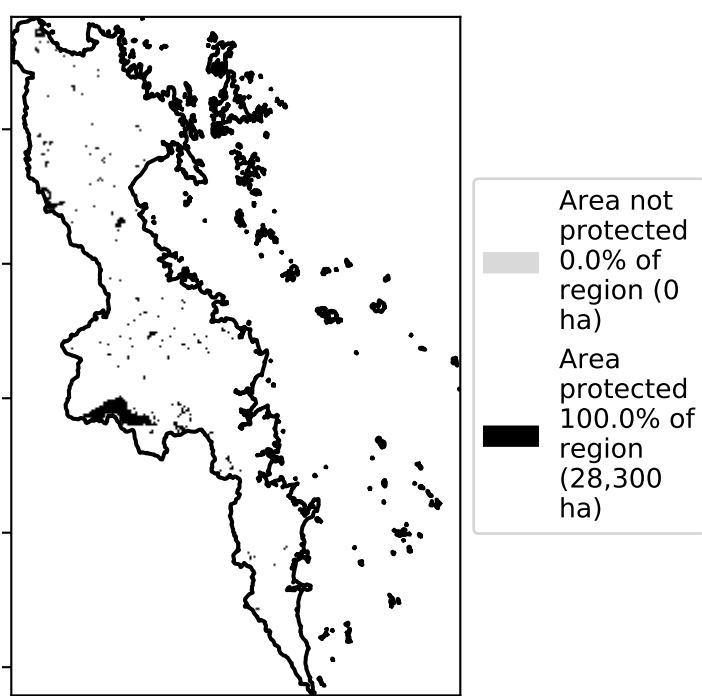 Area not
protected
0.0% of
region (0
ha)
Area
protected
100.0% of
region
(28,300
ha)